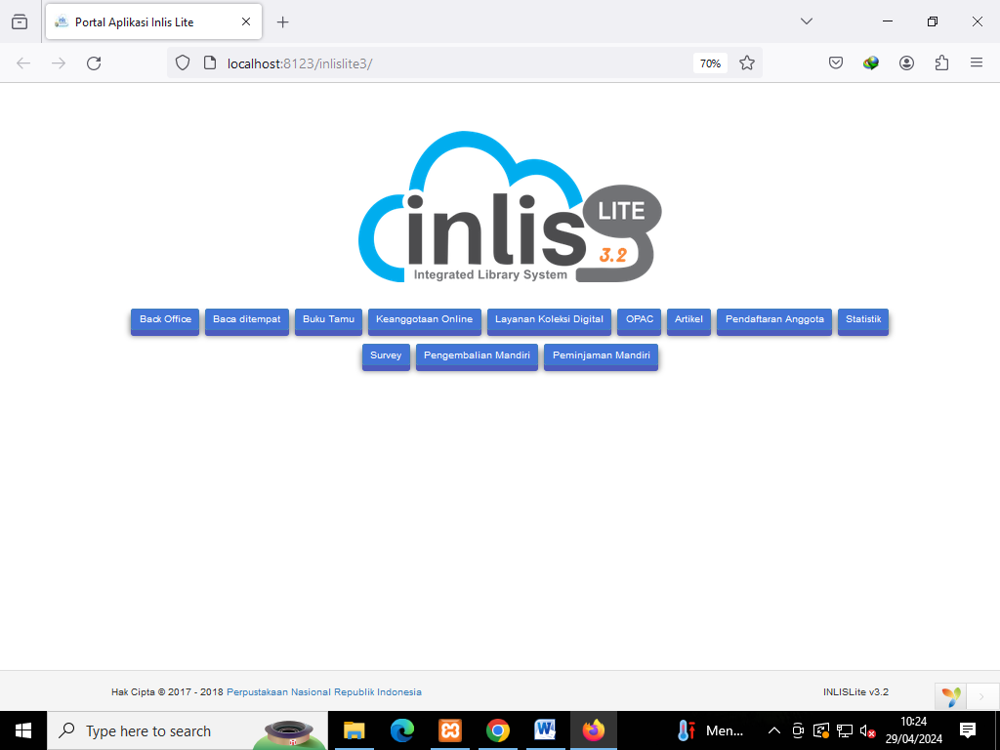 Portal Aplikasi Inlis Lite
localhost:8123/inlislite3/
70%
inlis LITE
3.2
Integrated Library System
Back Office Baca ditempat Buku Tamu Keanggotaan Online Layanan Koleksi Digital OPAC Artikel Pendaftaran Anggota Statistik
Survey Pengembalian Mandiri Peminjaman Mandiri
Hak Cipta © 2017 - 2018 Perpustakaan Nasional Republik Indonesia INLISLite v3.2
Type here to search
Men...
10:24
29/04/2024